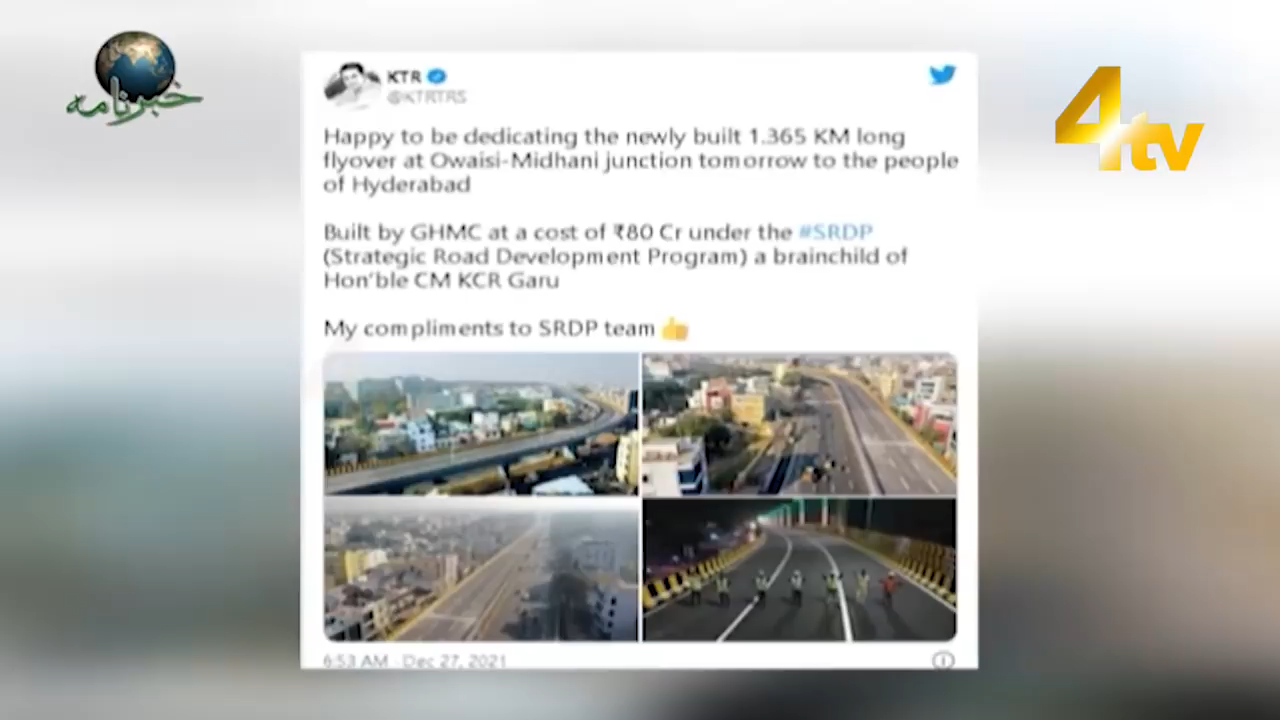 خبرنامہ
4tv
KTR
@KTRTRS
Happy to be dedicating the newly built 1.365 KM long
flyover at Owaisi-Midhani junction tomorrow to the people
of Hyderabad
Built by GHMC at a cost of ₹80 Cr under the #SRDP
(Strategic Road Development Program) a brainchild of
Hon'ble CM KCR Garu
My compliments to SRDP team 👍
6:53 AM · Dec 27, 2021